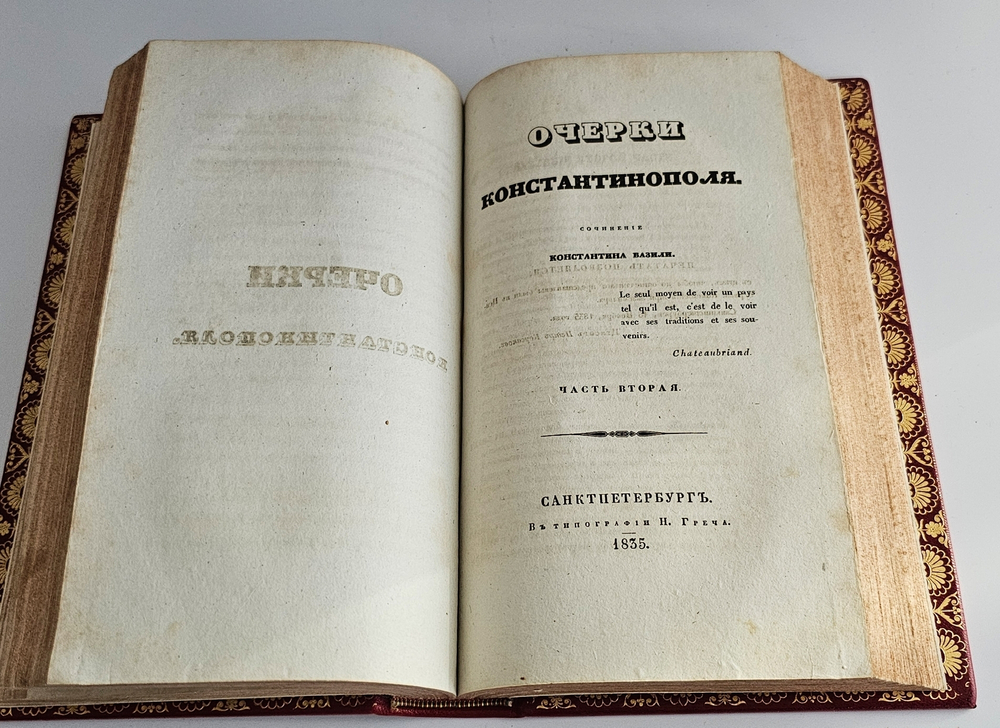 ОЧЕРКИ
КОНСТАНТИНОПОЛЯ.
СОЧИНЕНІЕ
КОНСТАНТИНА БАЗИЛИ.
Le seul moyen de voir un pays
tel qu'il est, c'est de le voir
avec ses traditions et ses sou-
venirs.
Chateaubriand.
ЧАСТЬ ВТОРАЯ.
САНКТПЕТЕРБУРГЪ.
Въ типографіи Н. Греча.
1835.